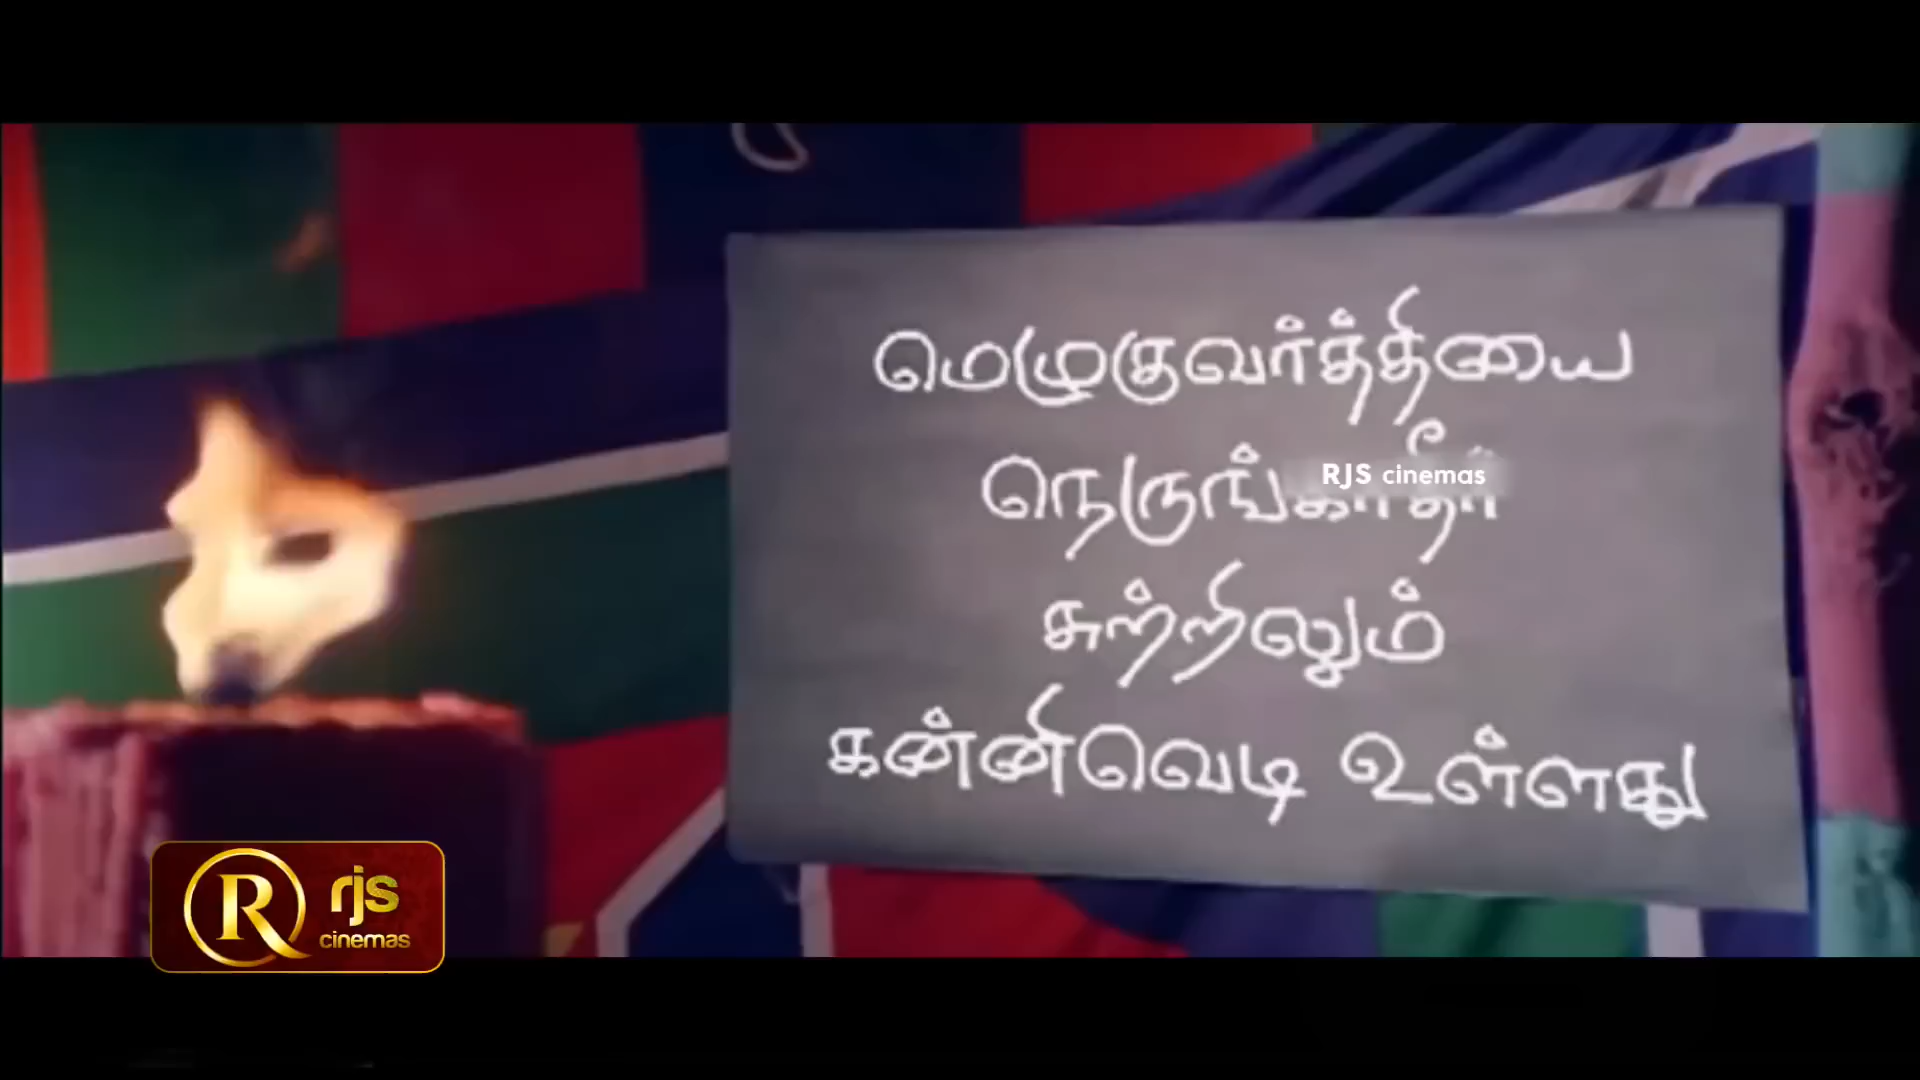 மெழுகுவர்த்தியை
நெருங்காதீர்
RJS cinemas
சுற்றிலும்
கன்னிவெடி உள்ளது
R rjs
cinemas